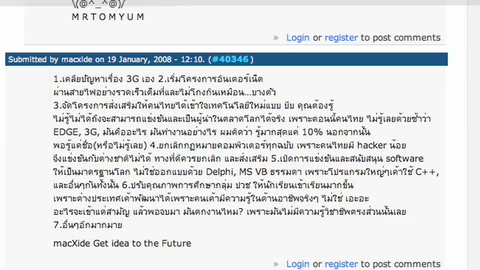 \(@^_^@)/
M R T O M Y U M
» Login or register to post comments
Submitted by macxide on 19 January, 2008 - 12:10. (#40346)
1.เคลียปัญหาเรื่อง 3G เอง 2.เริ่มโครงการอินเตอร์เน็ต
ผ่านสายไฟอย่างรวดเร็วเต็มที่และไม่วิ่งกันเหมือน...บางตัว
3.จัดโครงการส่งเสริมให้คนไทยได้เข้าใจเทคโนโลยีใหม่แบบ บีบ คุณต้องรู้
ไม่รู้ไม่ได้ถึงจะสามารถแข่งขันและเป็นผู้นำในตลาดโลกได้จริง เพราะตอนนี้คนไทย ไม่รู้เลยด้วยซ้ำว่า
EDGE, 3G, มันคืออะไร มันทำงานอย่างไร ผมคิดว่า รู้มากสุดแค่ 10% นอกจากนั้น
พอรู้แค่ชื่อ(หรือไม่รู้เลย) 4.ยกเลิกกฏหมายคอมพิวเตอร์ทุกฉบับ เพราะคนไทยมี hacker น้อย
จึงแข่งขันกับต่างชาติไม่ได้ ทางที่ดีควรยกเลิก และส่งเสริม 5.เปิดการแข่งขันและสนับสนุน software
ให้เป็นมาตรฐานโลก ไม่ใช่ออกแบบด้วย Delphi, MS VB ธรรมดา เพราะโปรแกรมใหญ่ๆเค้าใช้ C++,
และอื่นๆกันทั้งนั้น 6.ปรับคุณภาพการศึกษากลุ่ม ปวช ให้นักเรียนเข้าเรียนมากขึ้น
เพราะต่างประเทศเค้าพัฒนาได้เพราะคนเค้ามีความรู้ในด้านอาชีพจริงๆ ไม่ใช่ เอะอะ
อะไรจะเข้าแต่สามัญ แล้วพอจบมา มันตกงานไหม? เพราะมันไม่มีความรู้วิชาชีพตรงส่วนนั้นเลย
7.อื่นๆอีกมากมาย
macXide Get idea to the Future
» Login or register to post comments